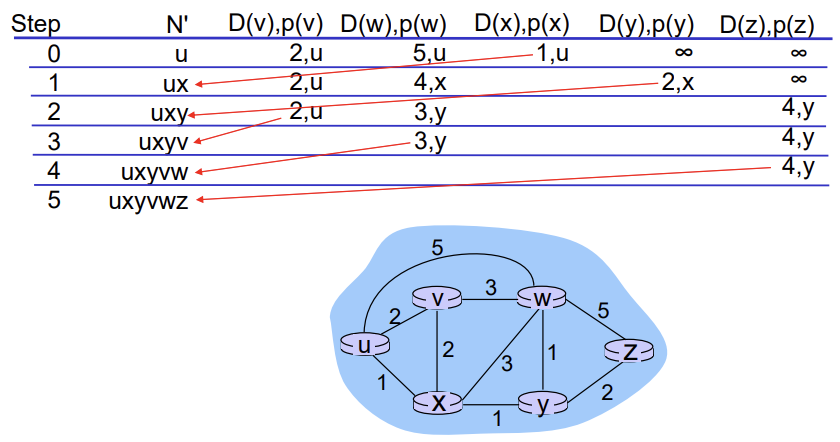 Step N' D(v),p(v) D(w),p(w) D(x),p(x) D(y),p(y) D(z),p(z)
0 u 2,u 5,u 1,u ∞ ∞
1 ux 2,u 4,x 2,x ∞
2 uxy 2,u 3,y 4,y
3 uxyv 3,y 4,y
4 uxyvw 4,y
5 uxyvwz
5
v 3 w
2 5
u 2 3 1 z
1 2
x 1 y